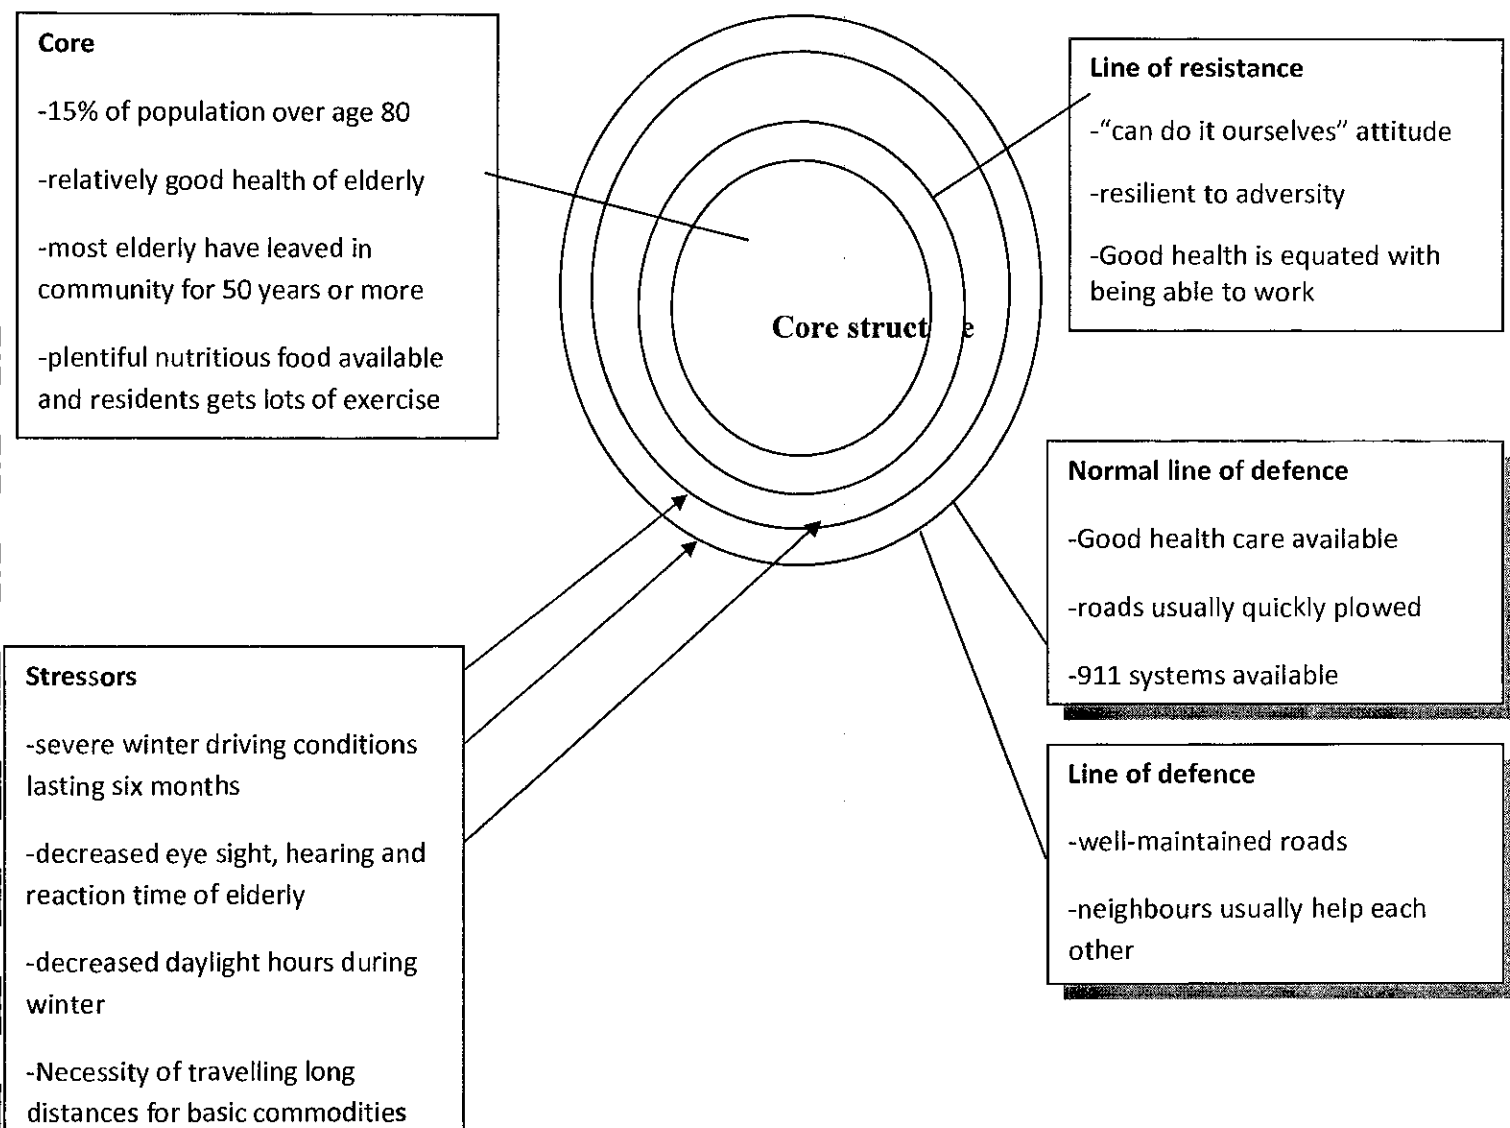 Core
-15% of population over age 80
-relatively good health of elderly
-most elderly have leaved in
community for 50 years or more
-plentiful nutritious food available
and residents gets lots of exercise
Core struct e
Line of resistance
-"can do it ourselves" attitude
-resilient to adversity
-Good health is equated with
being able to work
Normal line of defence
-Good health care available
-roads usually quickly plowed
-911 systems available
Line of defence
-well-maintained roads
-neighbours usually help each
other
Stressors
-severe winter driving conditions
lasting six months
-decreased eye sight, hearing and
reaction time of elderly
-decreased daylight hours during
winter
-Necessity of travelling long
distances for basic commodities